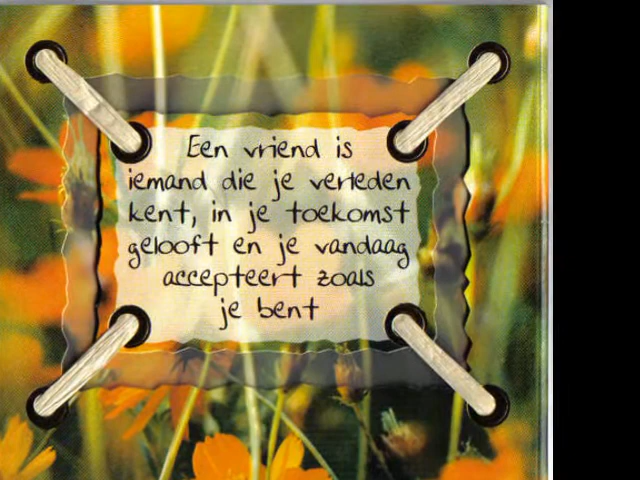 Een vriend is
iemand die je verleden
kent, in je toekomst
gelooft en je vandaag
accepteert zoals
je bent